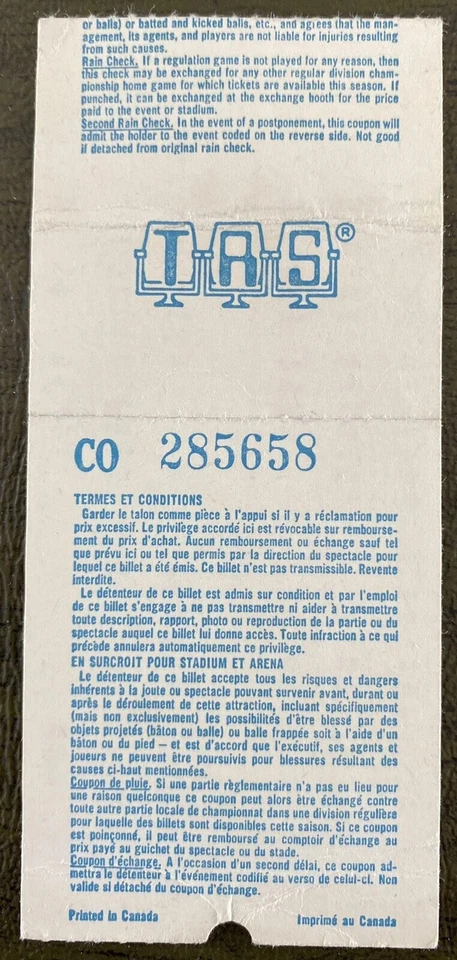 or balls) or batted and kicked balls, etc., and agrees that the man-
agement, its agents, and players are not liable for injuries resulting
from such causes.
Rain Check. If a regulation game is not played for any reason, then
this check may be exchanged for any other regular division cham-
pionship home game for which tickets are available this season. If
punched, it can be exchanged at the exchange booth for the price
paid to the event or stadium.
Second Rain Check. In the event of a postponement, this coupon will
admit the holder to the event coded on the reverse side. Not good
if detached from original rain check.
TRS®
CO 285658
TERMES ET CONDITIONS
Garder le talon comme pièce à l'appui si il y a réclamation pour
prix excessif. Le privilège accordé ici est révocable sur rembourse-
ment du prix d'achat. Aucun remboursement ou échange sauf tel
que prévu ici ou tel que permis par la direction du spectacle pour
lequel ce billet a été émis. Ce billet n'est pas transmissible. Revente
interdite.
Le détenteur de ce billet est admis sur condition et par l'emploi
de ce billet s'engage à ne pas transmettre ni aider à transmettre
toute description, rapport, photo ou reproduction de la partie ou du
spectacle auquel ce billet lui donne accès. Toute infraction à ce qui
précède annulera automatiquement ce privilège.
EN SURCROIT POUR STADIUM ET ARENA
Le détenteur de ce billet accepte tous les risques et dangers
inhérents à la joute ou spectacle pouvant survenir avant, durant ou
après le déroulement de cette attraction, incluant spécifiquement
(mais non exclusivement) les possibilités d'être blessé par des
objets projetés (bâton ou balle) ou balle frappée soit à l'aide d'un
bâton ou du pied — et est d'accord que l'exécutif, ses agents et
joueurs ne peuvent être poursuivis pour blessures résultant des
causes ci-haut mentionnées.
Coupon de pluie. Si une partie règlementaire n'a pas eu lieu pour
une raison quelconque ce coupon peut alors être échangé contre
toute autre partie locale de championnat dans une division régulière
pour laquelle des billets sont disponibles cette saison. Si ce coupon
est poinçonné, il peut être remboursé au comptoir d'échange au
prix payé au guichet du spectacle ou du stade.
Coupon d'échange. A l'occasion d'un second délai, ce coupon ad-
mettra le détenteur à l'événement codifié au verso de celui-ci. Non
valide si détaché du coupon d'échange.
Printed in Canada Imprimé au Canada